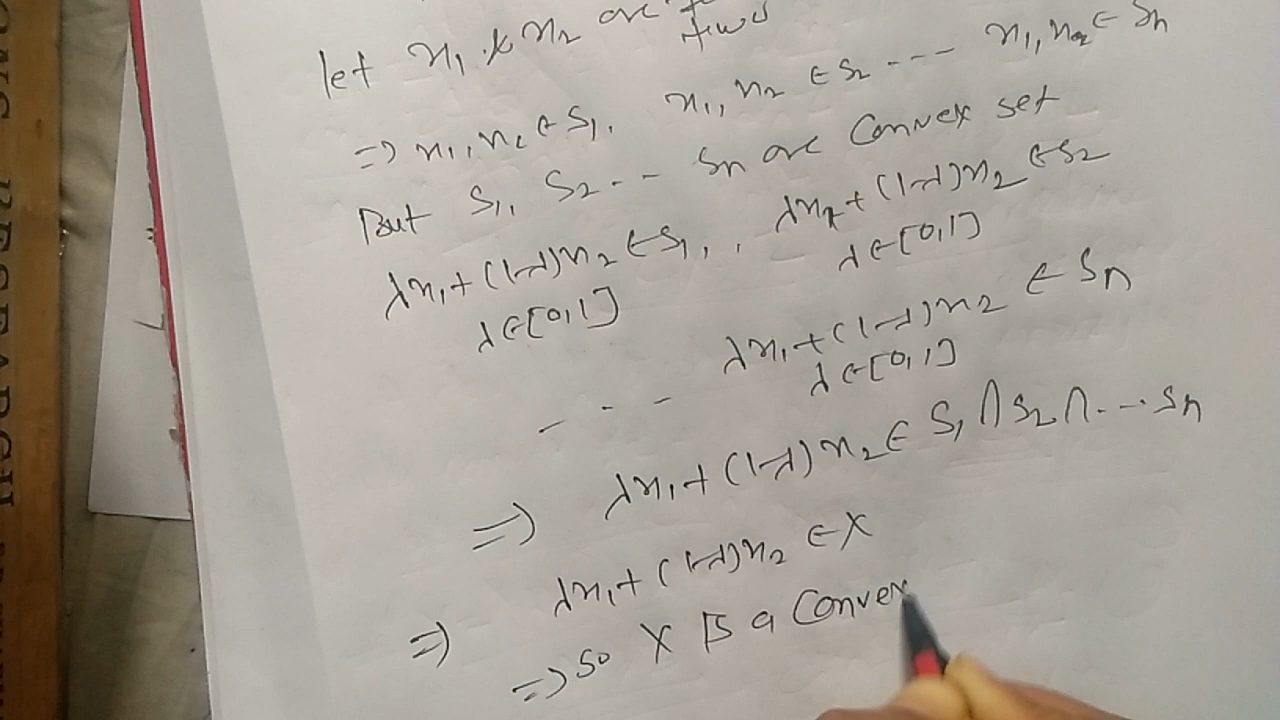 let x₁ & x₂ are two
=> x₁, x₂ ∈ S₁, x₁, x₂ ∈ S₂ --- x₁, x₂ ∈ Sn
But S₁, S₂ -- Sn are Convex set
λx₁ + (1-λ)x₂ ∈ S₁, , λx₁ + (1-λ)x₂ ∈ S₂
λ ∈ [0,1] λ ∈ [0,1]
- - - λx₁ + (1-λ)x₂ ∈ Sn
λ ∈ [0,1]
=> λx₁ + (1-λ)x₂ ∈ S₁ ∩ S₂ ∩ --- Sn
=> λx₁ + (1-λ)x₂ ∈ X
=> so X is a Convex